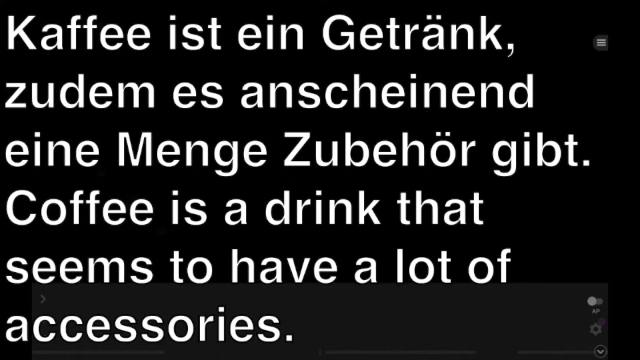 Kaffee ist ein Getränk,
zudem es anscheinend
eine Menge Zubehör gibt.
Coffee is a drink that
seems to have a lot of
accessories.
AP